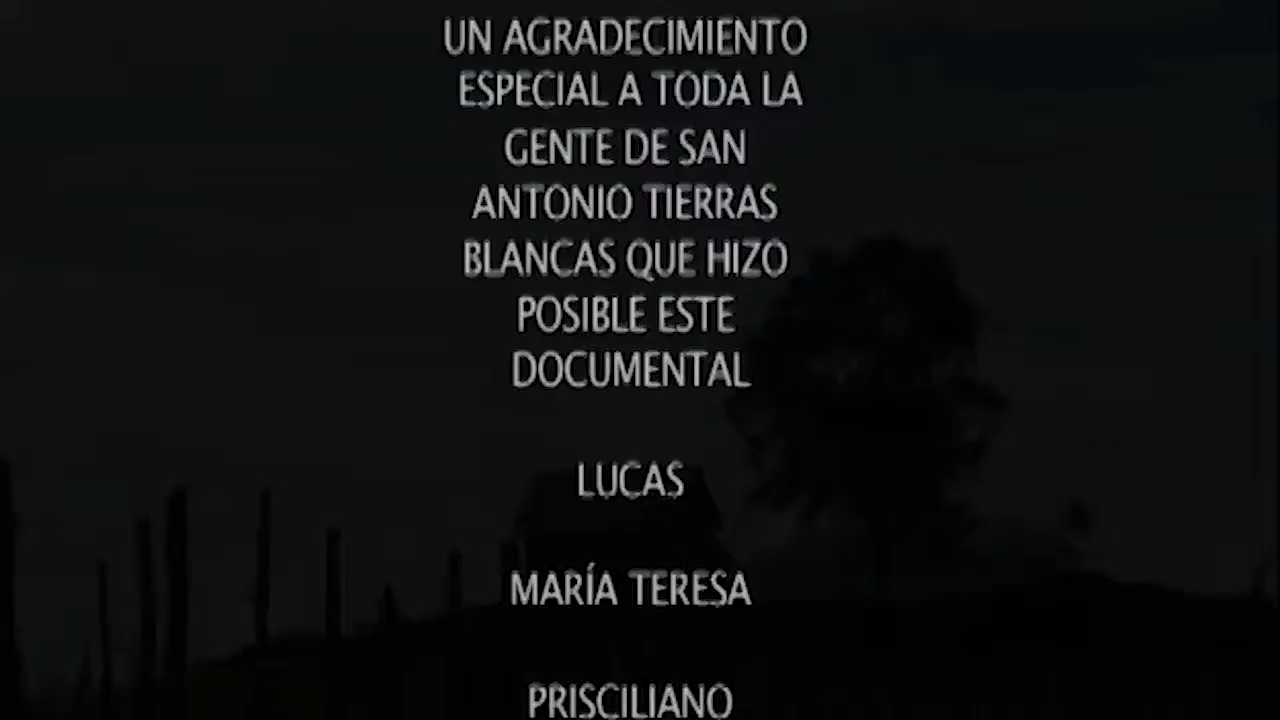 UN AGRADECIMIENTO
ESPECIAL A TODA LA
GENTE DE SAN
ANTONIO TIERRAS
BLANCAS QUE HIZO
POSIBLE ESTE
DOCUMENTAL
LUCAS
MARÍA TERESA
PRISCILIANO